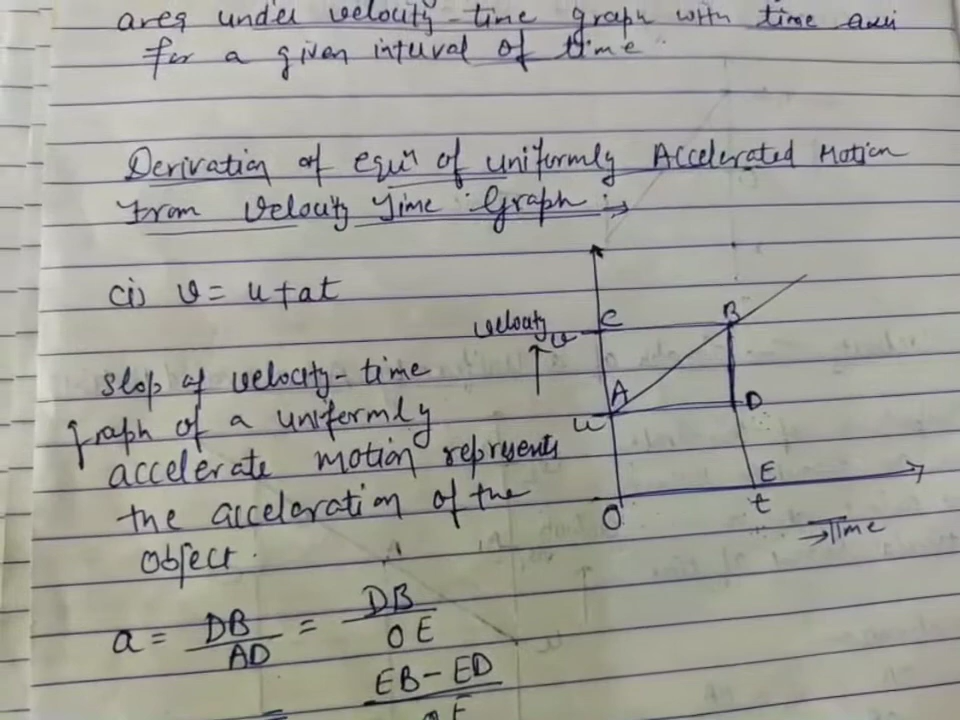 area under velocity-time graph with time axis
for a given interval of time.
Derivation of equⁿ of uniformly Accelerated Motion
from Velocity Time Graph :→
(i) v = u + at
Slop of velocity-time
graph of a uniformly
accelerate motion represents
the acceleration of the
object.
velocity
v C B
A D
u
O E
t
→ Time
a = DB/AD = DB/OE
= EB-ED/OE